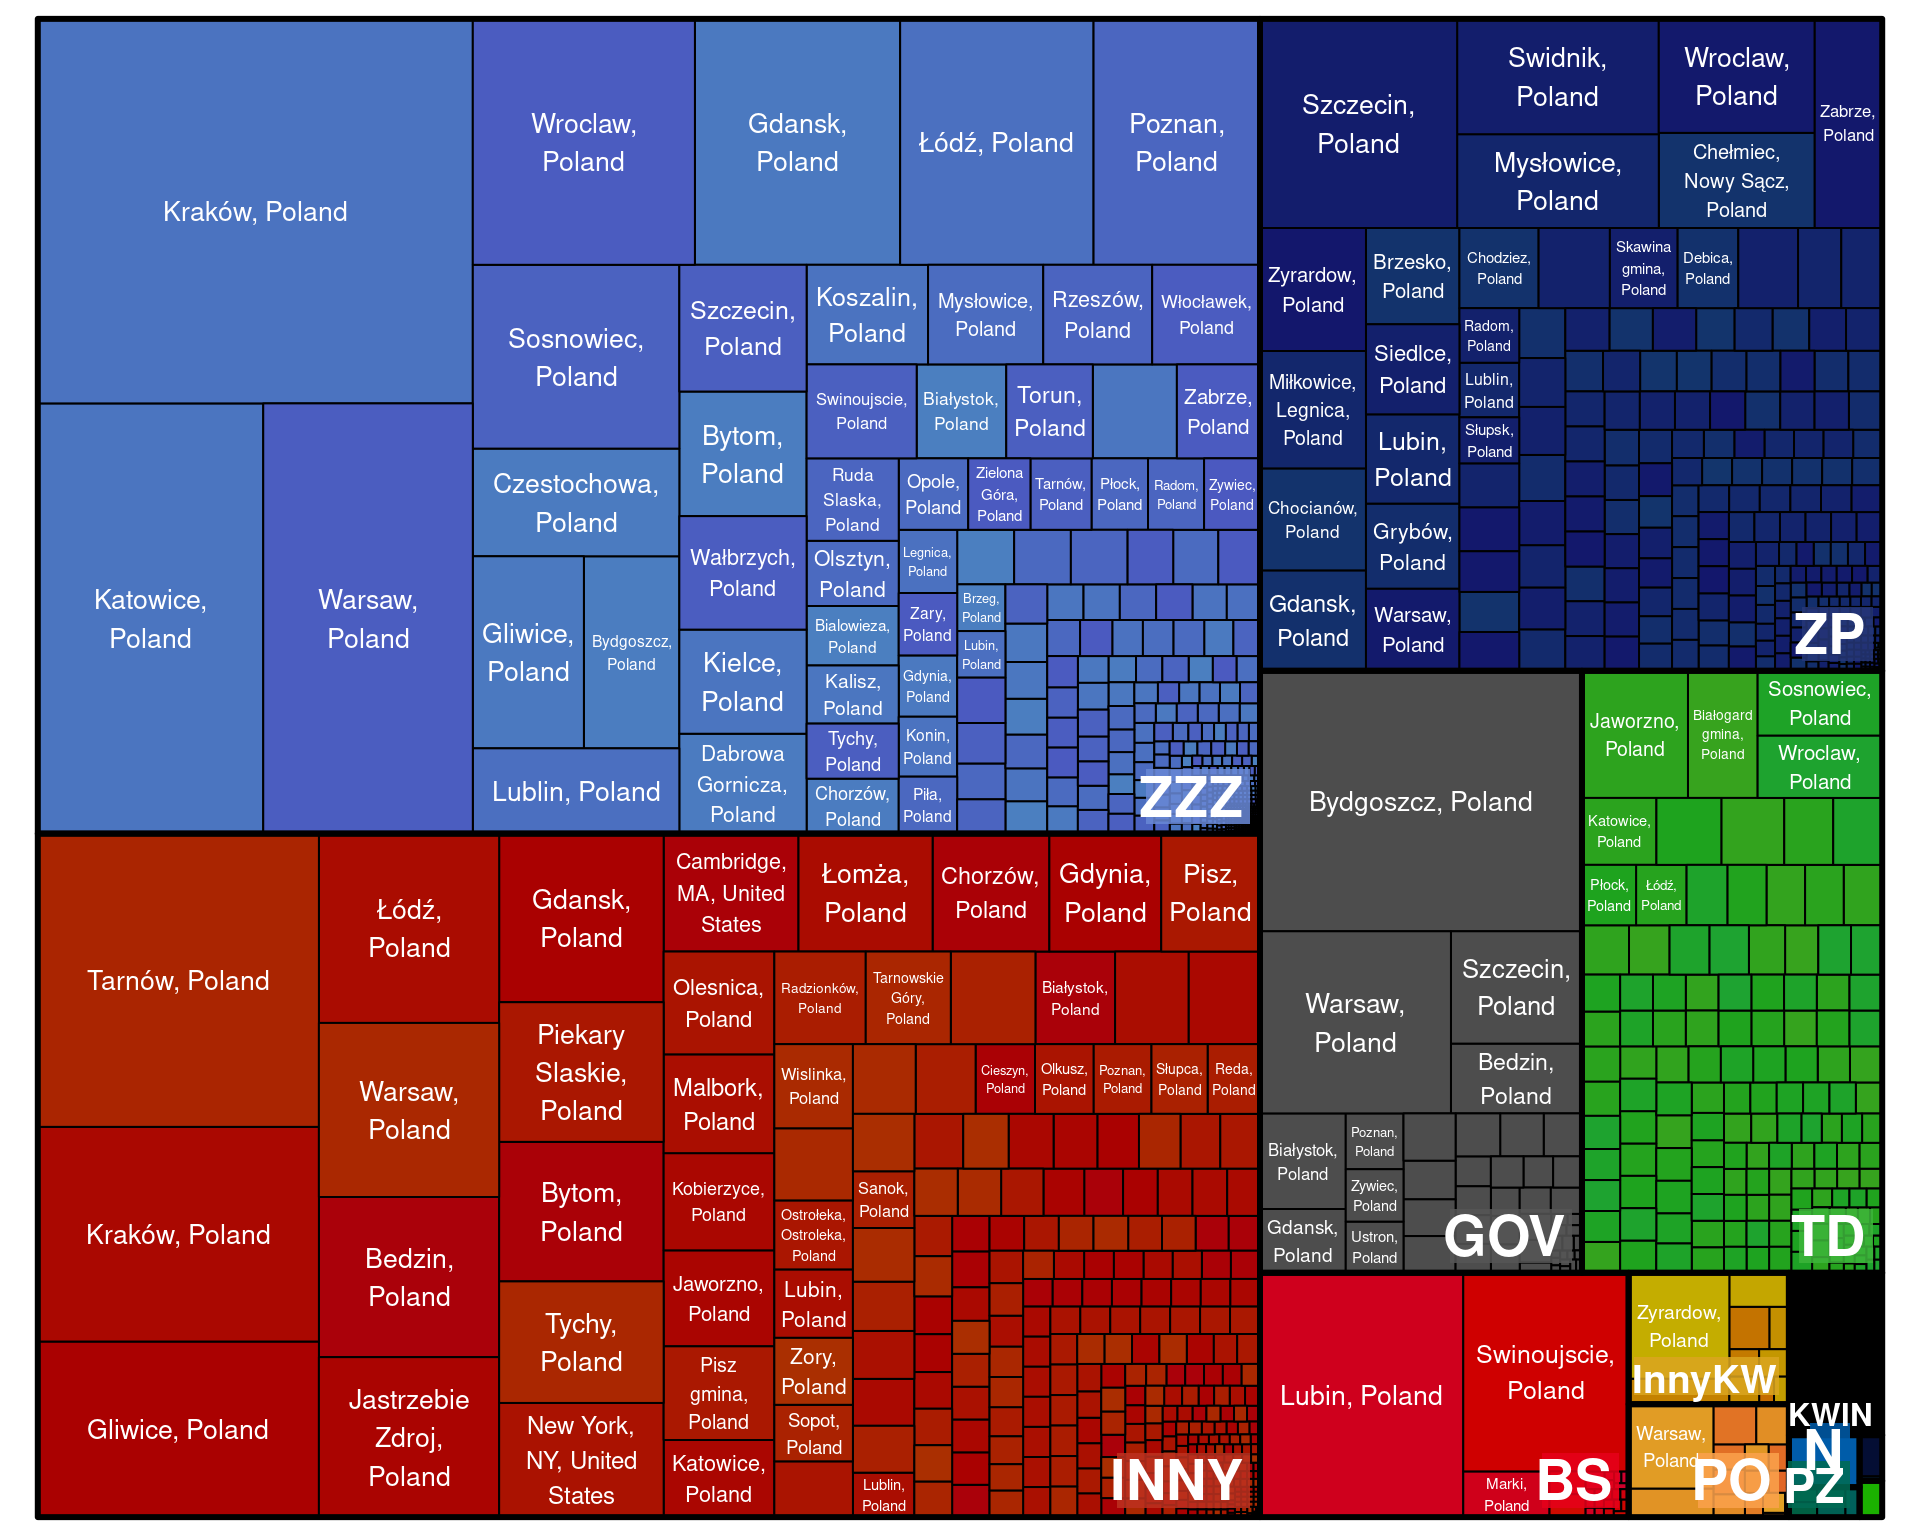 Kraków, Poland
Katowice,
Poland
Warsaw,
Poland
Wroclaw,
Poland
Gdansk,
Poland
Łódź, Poland
Poznan,
Poland
Sosnowiec,
Poland
Czestochowa,
Poland
Gliwice,
Poland
Bydgoszcz,
Poland
Lublin, Poland
Szczecin,
Poland
Bytom,
Poland
Wałbrzych,
Poland
Kielce,
Poland
Dabrowa
Gornicza,
Poland
Koszalin,
Poland
Mysłowice,
Poland
Rzeszów,
Poland
Włocławek,
Poland
Swinoujscie,
Poland
Białystok,
Poland
Torun,
Poland
Zabrze,
Poland
Ruda
Slaska,
Poland
Olsztyn,
Poland
Bialowieza,
Poland
Kalisz,
Poland
Tychy,
Poland
Chorzów,
Poland
Opole,
Poland
Zielona
Góra,
Poland
Tarnów,
Poland
Płock,
Poland
Radom,
Poland
Zywiec,
Poland
Legnica,
Poland
Zary,
Poland
Gdynia,
Poland
Konin,
Poland
Piła,
Poland
Brzeg,
Poland
Lubin,
Poland
ZZZ
Szczecin,
Poland
Swidnik,
Poland
Mysłowice,
Poland
Wroclaw,
Poland
Chełmiec,
Nowy Sącz,
Poland
Zabrze,
Poland
Zyrardow,
Poland
Miłkowice,
Legnica,
Poland
Chocianów,
Poland
Gdansk,
Poland
Brzesko,
Poland
Siedlce,
Poland
Lubin,
Poland
Grybów,
Poland
Warsaw,
Poland
Chodziez,
Poland
Skawina
gmina,
Poland
Debica,
Poland
Radom,
Poland
Lublin,
Poland
Słupsk,
Poland
ZP
Tarnów, Poland
Kraków, Poland
Gliwice, Poland
Łódź,
Poland
Warsaw,
Poland
Bedzin,
Poland
Jastrzebie
Zdroj,
Poland
Gdansk,
Poland
Piekary
Slaskie,
Poland
Bytom,
Poland
Tychy,
Poland
New York,
NY, United
States
Cambridge,
MA, United
States
Łomża,
Poland
Chorzów,
Poland
Gdynia,
Poland
Pisz,
Poland
Olesnica,
Poland
Malbork,
Poland
Kobierzyce,
Poland
Jaworzno,
Poland
Pisz
gmina,
Poland
Katowice,
Poland
Radzionków,
Poland
Tarnowskie
Góry,
Poland
Białystok,
Poland
Wislinka,
Poland
Ostrołeka,
Ostroleka,
Poland
Lubin,
Poland
Zory,
Poland
Sopot,
Poland
Cieszyn,
Poland
Olkusz,
Poland
Poznan,
Poland
Słupca,
Poland
Reda,
Poland
Sanok,
Poland
Lublin,
Poland
INNY
Bydgoszcz, Poland
Warsaw,
Poland
Szczecin,
Poland
Bedzin,
Poland
Białystok,
Poland
Gdansk,
Poland
Poznan,
Poland
Zywiec,
Poland
Ustron,
Poland
GOV
Jaworzno,
Poland
Białogard
gmina,
Poland
Sosnowiec,
Poland
Wroclaw,
Poland
Katowice,
Poland
Płock,
Poland
Łódź,
Poland
TD
Lubin, Poland
Swinoujscie,
Poland
Marki,
Poland
BS
Zyrardow,
Poland
InnyKW
Warsaw,
Poland
PO
KWIN
N
PZ